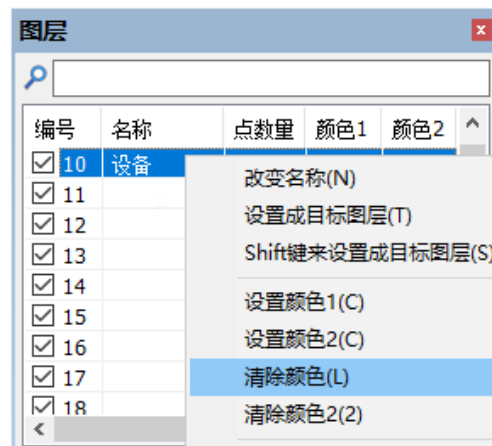 图层
x
编号 名称 点数量 颜色1 颜色2
10 设备
11
12
13
14
15
16
17
18
改变名称(N)
设置成目标图层(T)
Shift键来设置成目标图层(S)
设置颜色1(C)
设置颜色2(C)
清除颜色(L)
清除颜色2(2)